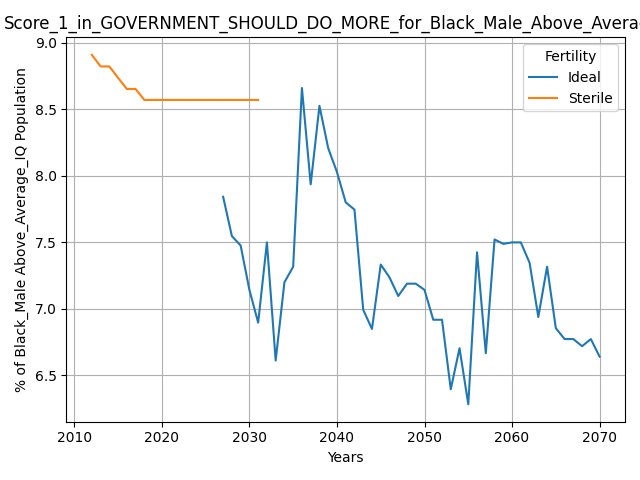 Score_1_in_GOVERNMENT_SHOULD_DO_MORE_for_Black_Male_Above_Avera
9.0
8.5
8.0
7.5
7.0
6.5
% of Black_Male Above_Average_IQ Population
Fertility
Ideal
Sterile
2010 2020 2030 2040 2050 2060 2070
Years